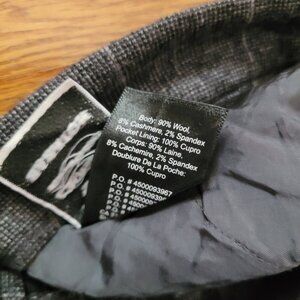 Body: 90% Wool,
8% Cashmere, 2% Spandex
Pocket Lining: 100% Cupro
Corps: 90% Laine,
8% Cachemire, 2% Spandex
Doublure De La Poche:
100% Cupro
P.O. # 4500093967
P.O. #
P.O. #
P.O. #